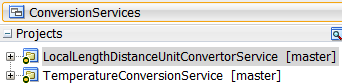 ConversionServices
Projects
LocalLengthDistanceUnitConvertorService [master]
TemperatureConversionService [master]